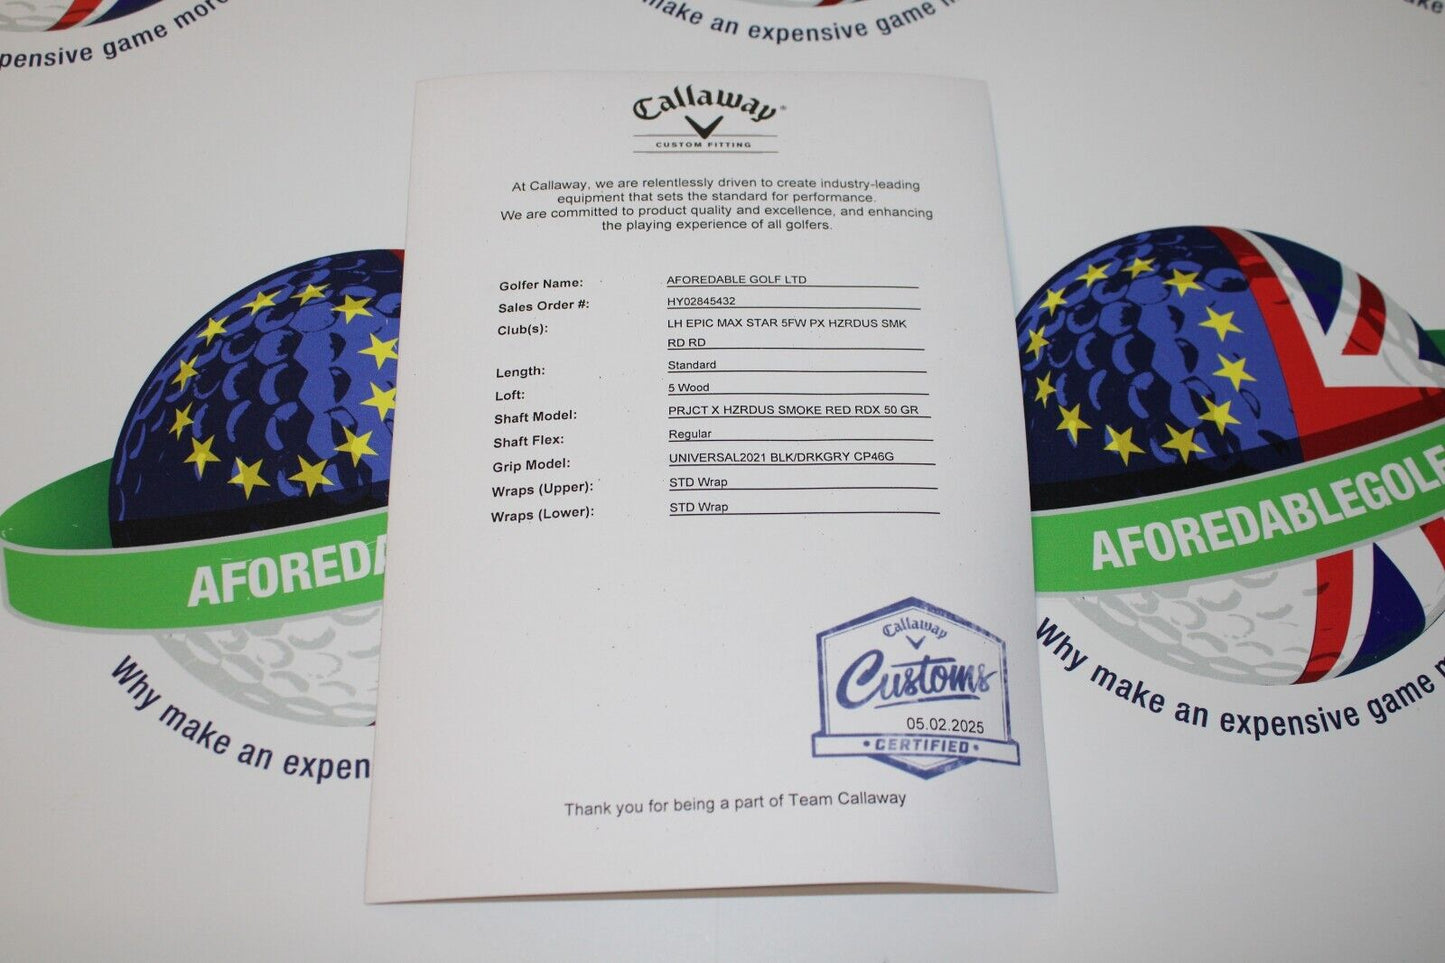 pensive game more
make an expensive game
Callaway®
CUSTOM FITTING
At Callaway, we are relentlessly driven to create industry-leading
equipment that sets the standard for performance.
We are committed to product quality and excellence, and enhancing
the playing experience of all golfers.
Golfer Name: AFOREDABLE GOLF LTD
Sales Order #: HY02845432
Club(s): LH EPIC MAX STAR 5FW PX HZRDUS SMK
RD RD
Length: Standard
Loft: 5 Wood
Shaft Model: PRJCT X HZRDUS SMOKE RED RDX 50 GR
Shaft Flex: Regular
Grip Model: UNIVERSAL2021 BLK/DRKGRY CP46G
Wraps (Upper): STD Wrap
Wraps (Lower): STD Wrap
Callaway
Customs
05.02.2025
•CERTIFIED•
Thank you for being a part of Team Callaway
AFOREDA
Why make an expen
AFOREDABLEGOLF
Why make an expensive game